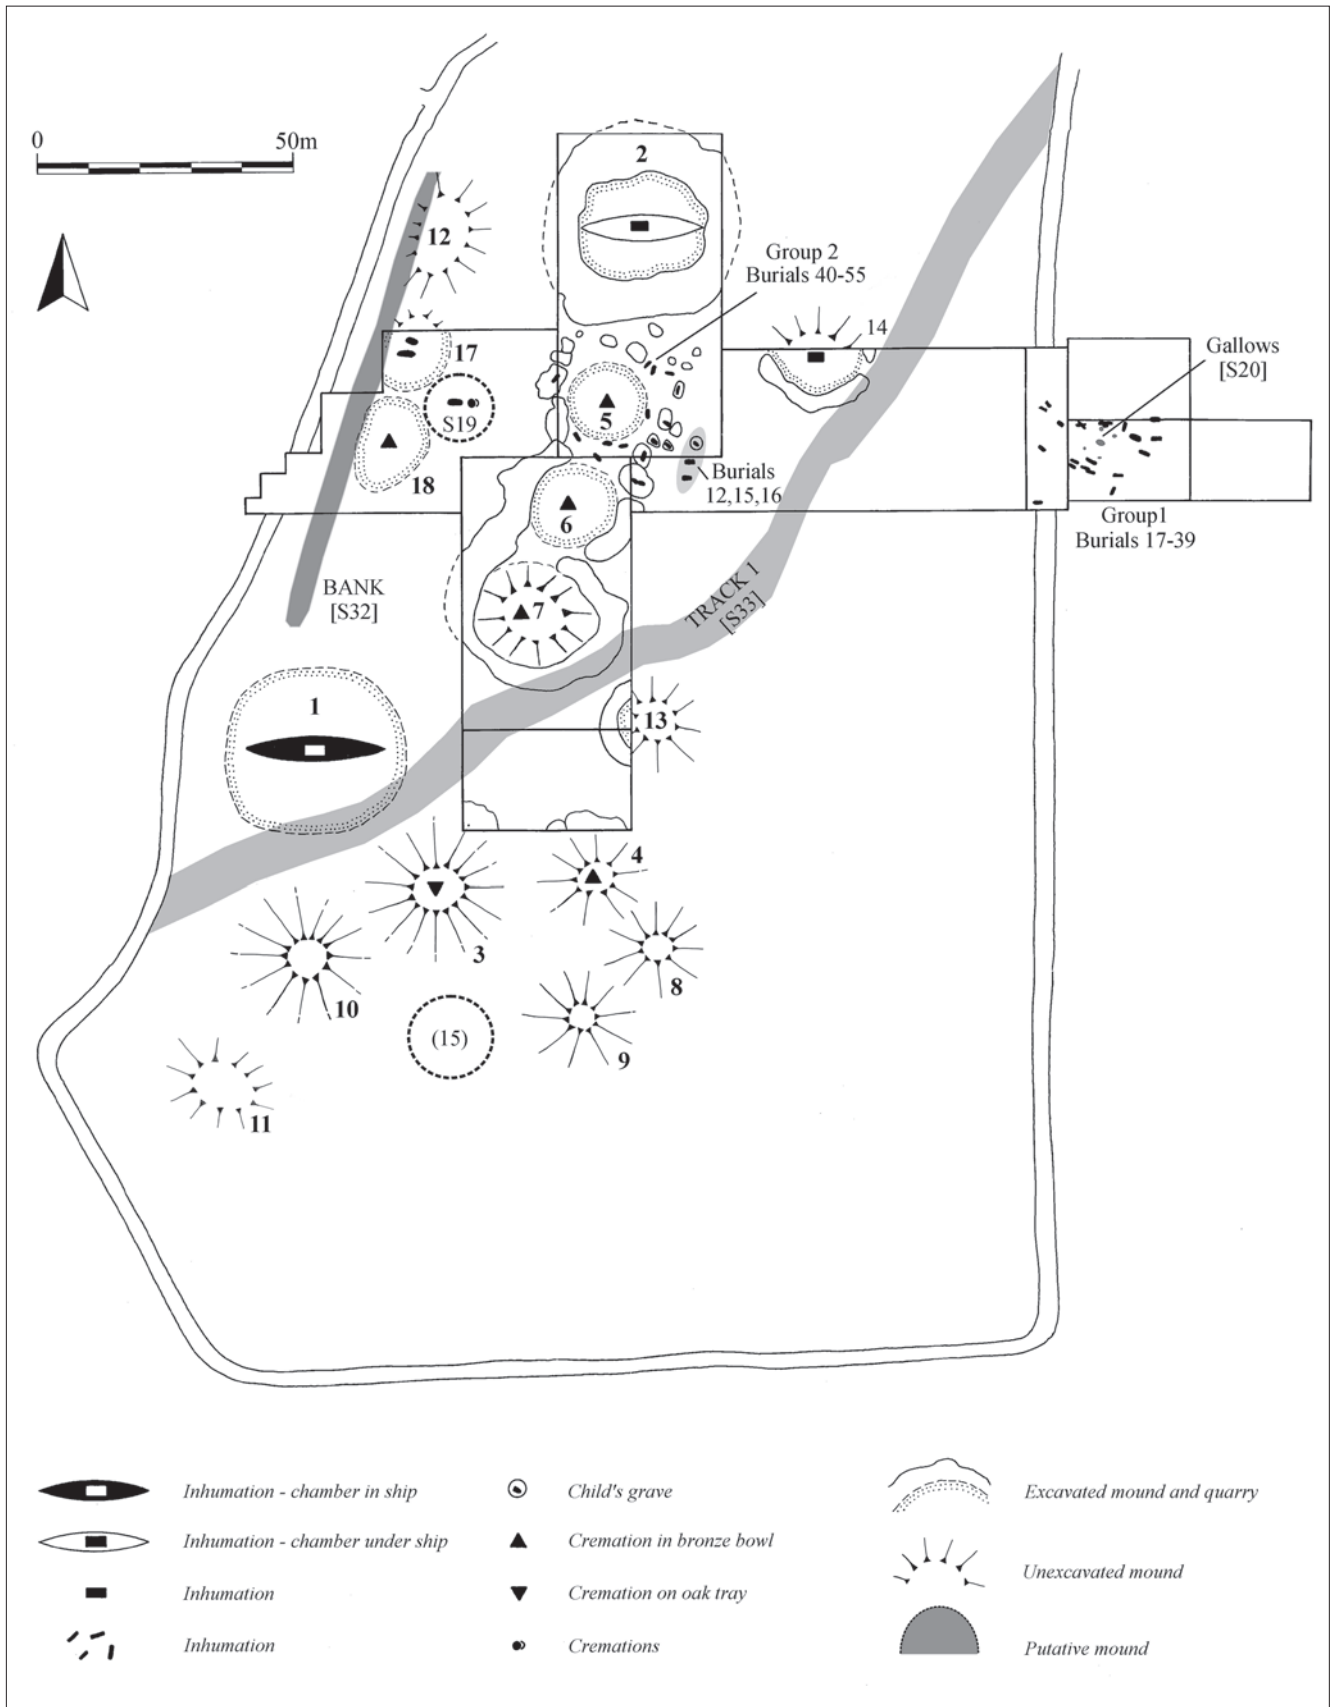 0 50m
2
12
Group 2
Burials 40-55
14
17
Gallows
[S20]
S19
5
Burials
12,15,16
18
6
Group1
Burials 17-39
BANK
[S32]
TRACK 1
[S33]
7
1
13
4
3
8
10
(15)
9
11
Inhumation - chamber in ship
Inhumation - chamber under ship
Inhumation
Inhumation
Child's grave
Cremation in bronze bowl
Cremation on oak tray
Cremations
Excavated mound and quarry
Unexcavated mound
Putative mound